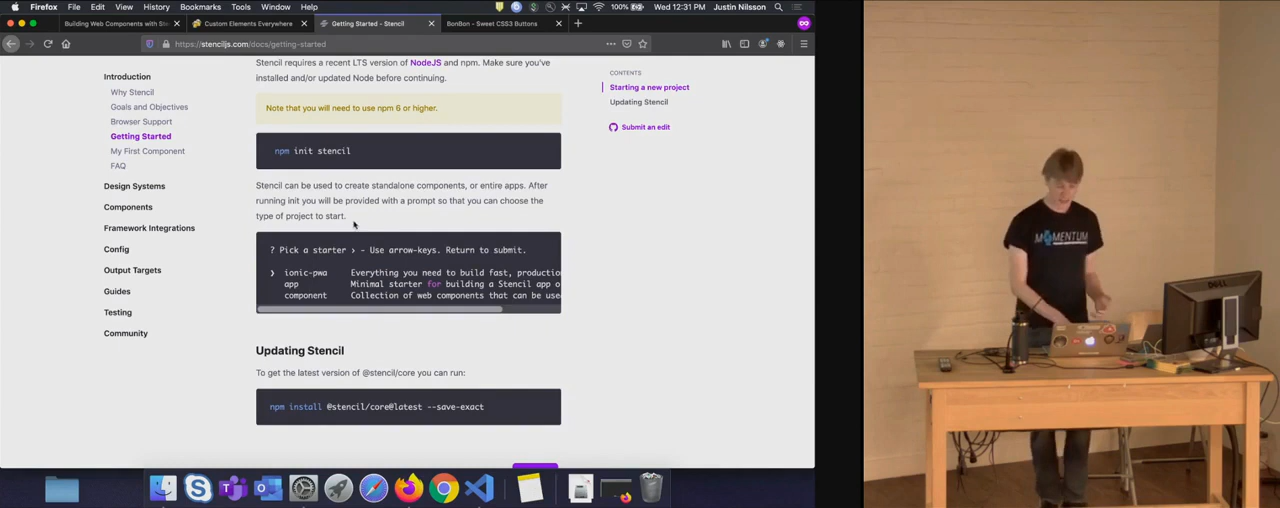 Firefox File Edit View History Bookmarks Tools Window Help
100% Wed 12:31 PM Justin Nilsson
Building Web Components with Ste
Custom Elements Everywhere
Getting Started - Stencil
BonBon - Sweet CSS3 Buttons
https://stenciljs.com/docs/getting-started
Introduction
Why Stencil
Goals and Objectives
Browser Support
Getting Started
My First Component
FAQ
Design Systems
Components
Framework Integrations
Config
Output Targets
Guides
Testing
Community
Stencil requires a recent LTS version of NodeJS and npm. Make sure you've
installed and/or updated Node before continuing.
Note that you will need to use npm 6 or higher.
npm init stencil
Stencil can be used to create standalone components, or entire apps. After
running init you will be provided with a prompt so that you can choose the
type of project to start.
? Pick a starter › - Use arrow-keys. Return to submit.
❯ ionic-pwa Everything you need to build fast, productio
app Minimal starter for building a Stencil app o
component Collection of web components that can be use
Updating Stencil
To get the latest version of @stencil/core you can run:
npm install @stencil/core@latest --save-exact
CONTENTS
Starting a new project
Updating Stencil
Submit an edit
MOMENTUM
DELL